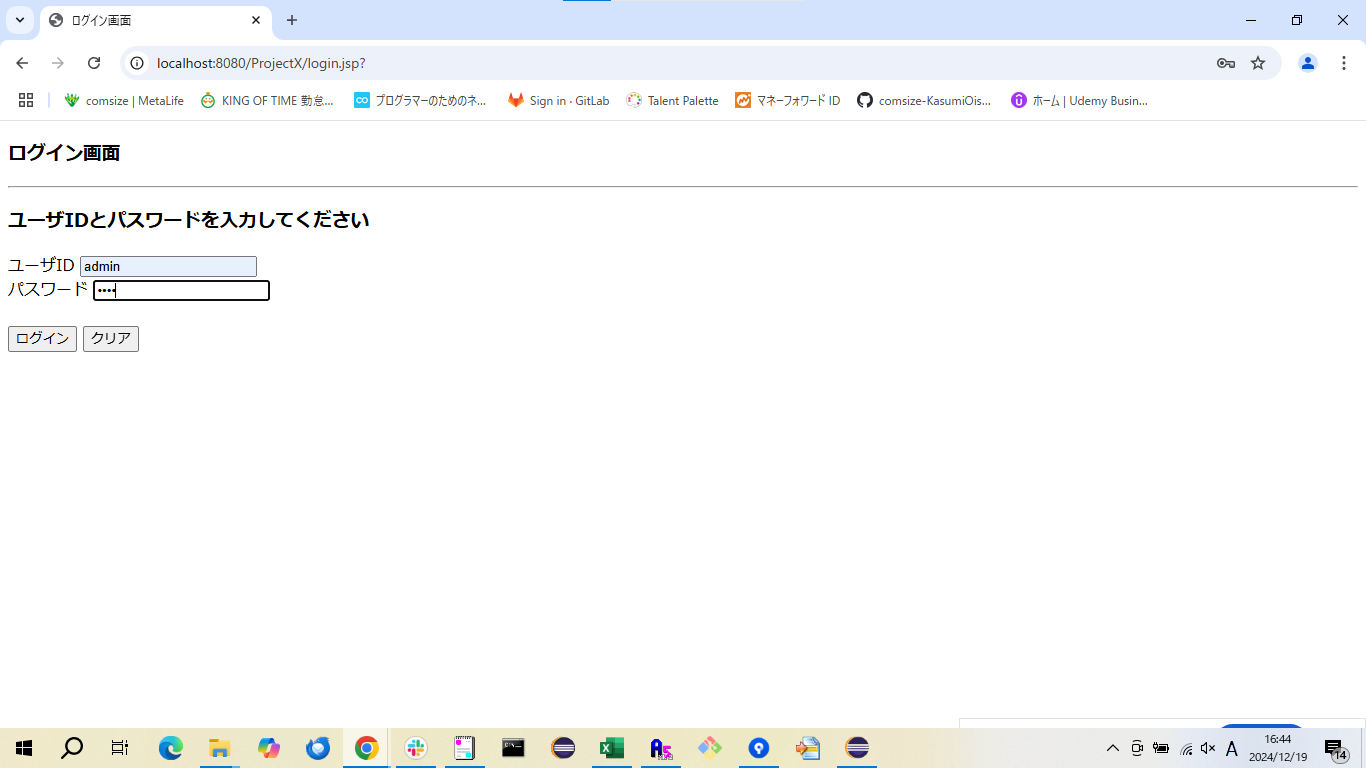 ログイン画面
localhost:8080/ProjectX/login.jsp?
comsize | MetaLife
KING OF TIME 勤怠...
プログラマーのためのネ...
Sign in · GitLab
Talent Palette
マネーフォワード ID
comsize-KasumiOis...
ホーム | Udemy Busin...
ログイン画面
ユーザIDとパスワードを入力してください
ユーザID admin
パスワード ••••
ログイン クリア
A
16:44
2024/12/19
14